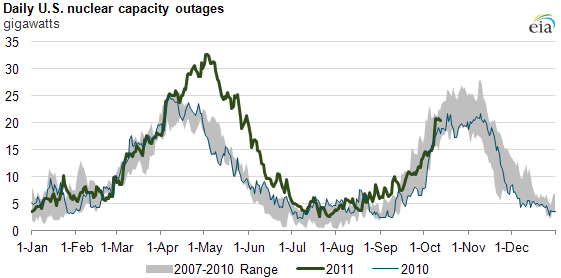 Daily U.S. nuclear capacity outages
gigawatts
eia
35
30
25
20
15
10
5
0
1-Jan 1-Feb 1-Mar 1-Apr 1-May 1-Jun 1-Jul 1-Aug 1-Sep 1-Oct 1-Nov 1-Dec
2007-2010 Range 2011 2010